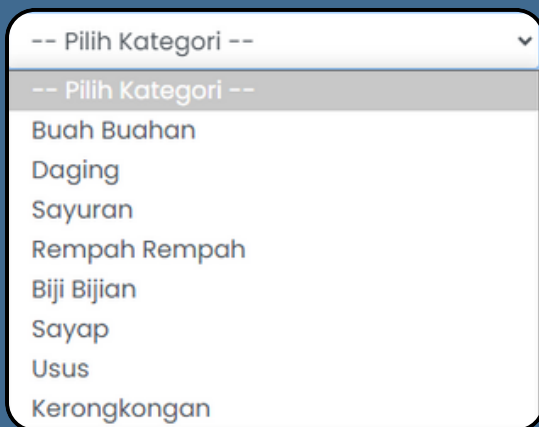 -- Pilih Kategori --
-- Pilih Kategori --
Buah Buahan
Daging
Sayuran
Rempah Rempah
Biji Bijian
Sayap
Usus
Kerongkongan